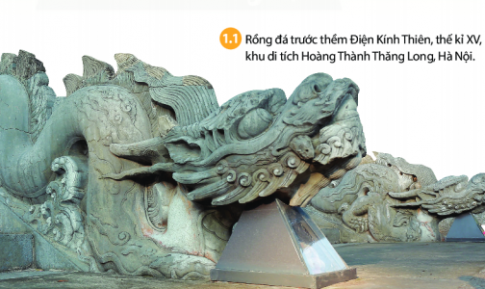 1.1 Rồng đá trước thềm Điện Kính Thiên, thế kỉ XV,
khu di tích Hoàng Thành Thăng Long, Hà Nội.